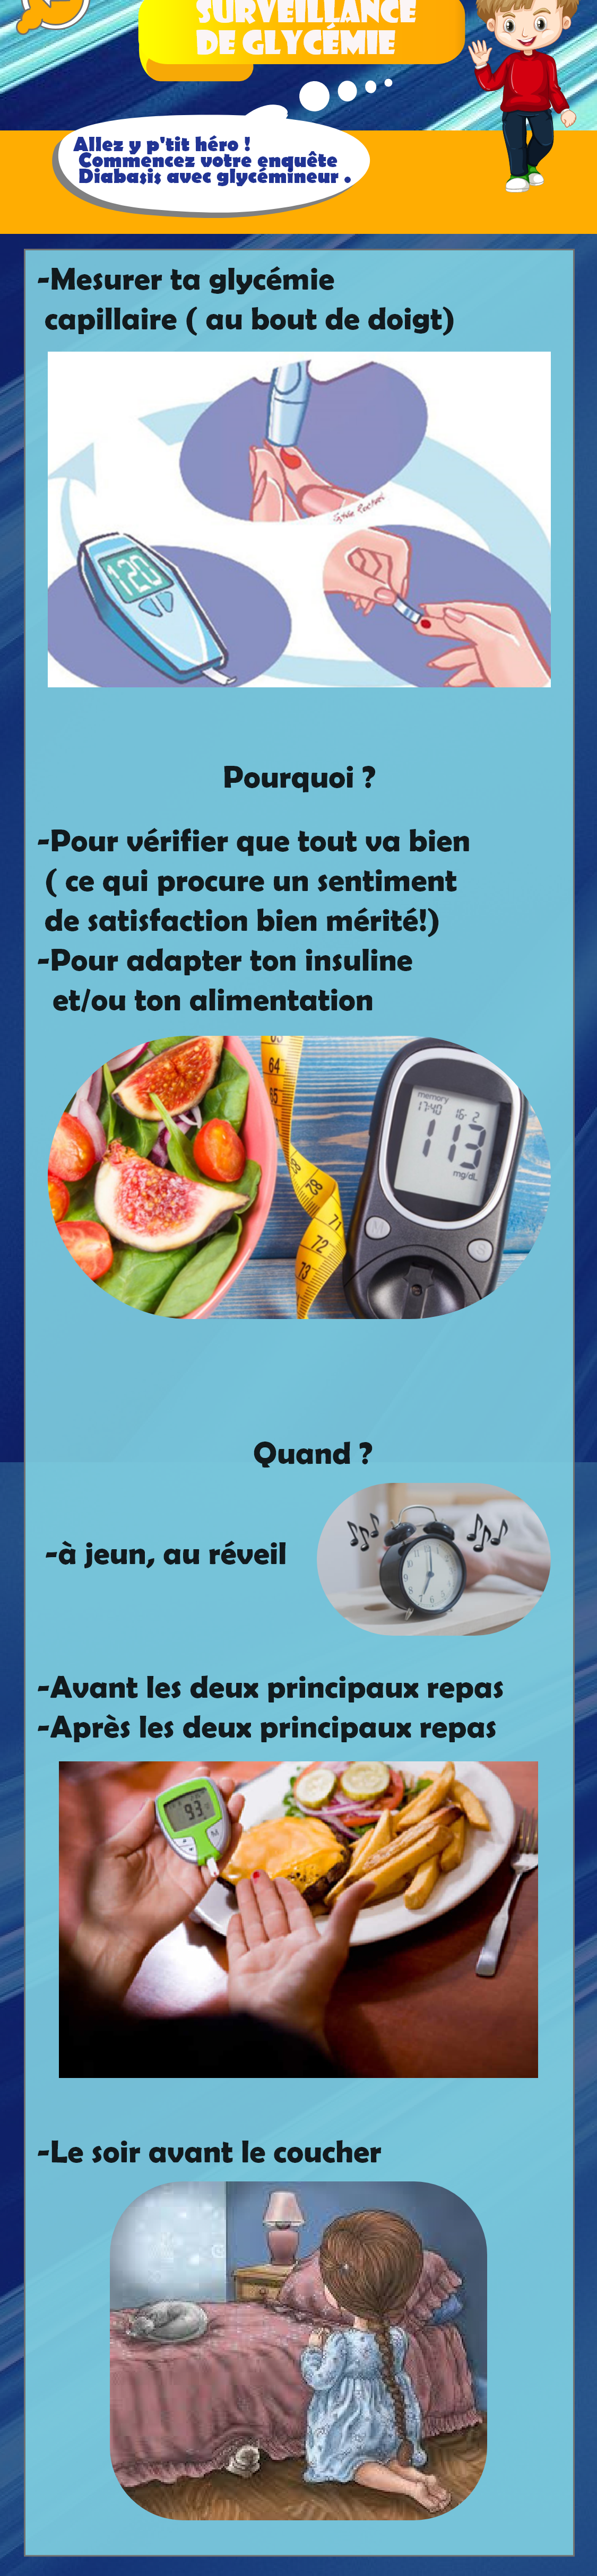 SURVEILLANCE
DE GLYCÉMIE
Allez y p'tit héro !
Commencez votre enquête
Diabasis avec glycémineur .
-Mesurer ta glycémie
capillaire ( au bout de doigt)
120
Pourquoi ?
-Pour vérifier que tout va bien
( ce qui procure un sentiment
de satisfaction bien mérité!)
-Pour adapter ton insuline
et/ou ton alimentation
64
65
68
71
72
73
memory
17:40 16-2
113
mg/dL
M
S
Quand ?
-à jeun, au réveil
-Avant les deux principaux repas
-Après les deux principaux repas
93
M
-Le soir avant le coucher